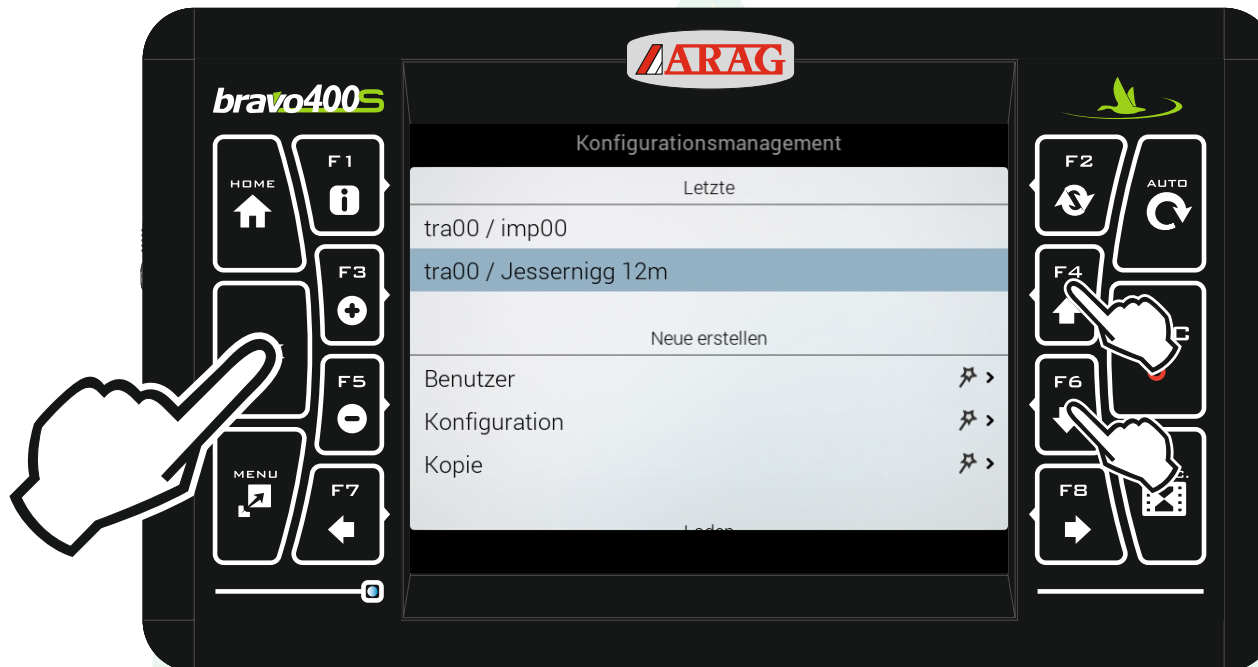 ARAG
bravo400S
Konfigurationsmanagement
Letzte
tra00 / imp00
tra00 / Jessernigg 12m
Neue erstellen
Benutzer
Konfiguration
Kopie
Laden
HOME
F1
F3
F5
MENU
F7
F2
AUTO
F4
F6
F8